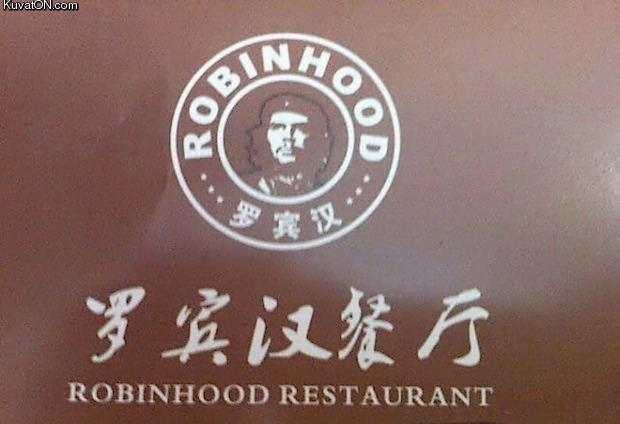 KuvatON.com
ROBINHOOD
罗宾汉
罗宾汉餐厅
ROBINHOOD RESTAURANT